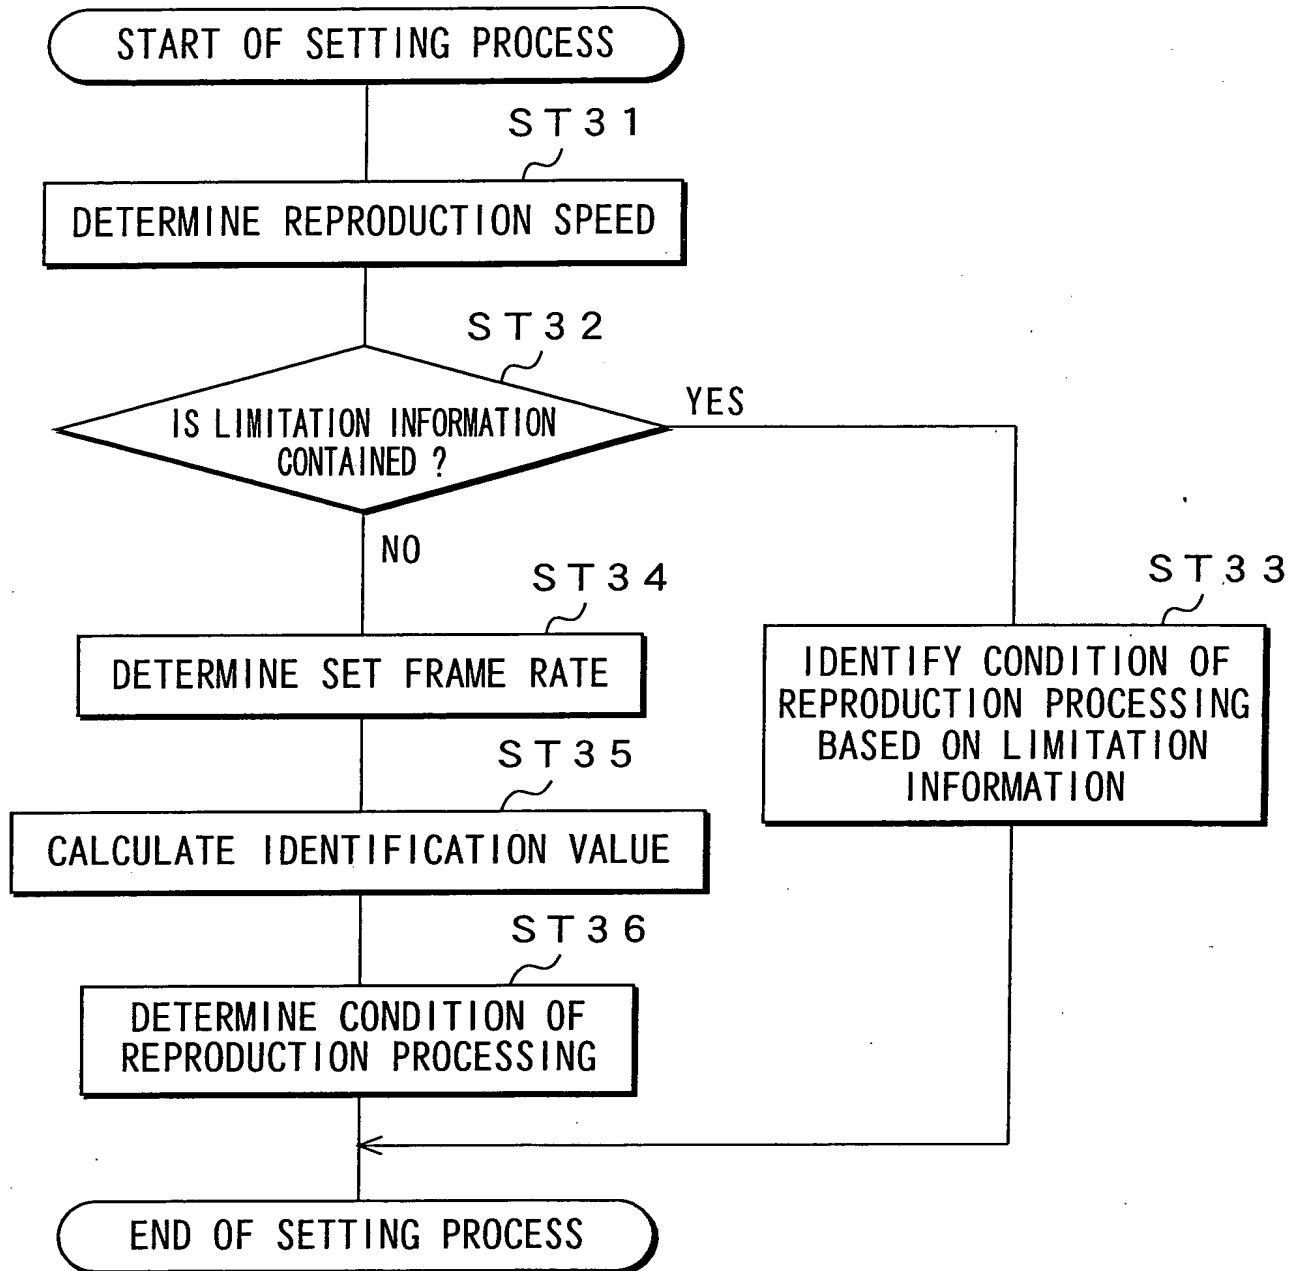 START OF SETTING PROCESS
ST31
DETERMINE REPRODUCTION SPEED
ST32
IS LIMITATION INFORMATION
CONTAINED ?
YES
NO
ST34
DETERMINE SET FRAME RATE
ST33
IDENTIFY CONDITION OF
REPRODUCTION PROCESSING
BASED ON LIMITATION
INFORMATION
ST35
CALCULATE IDENTIFICATION VALUE
ST36
DETERMINE CONDITION OF
REPRODUCTION PROCESSING
END OF SETTING PROCESS